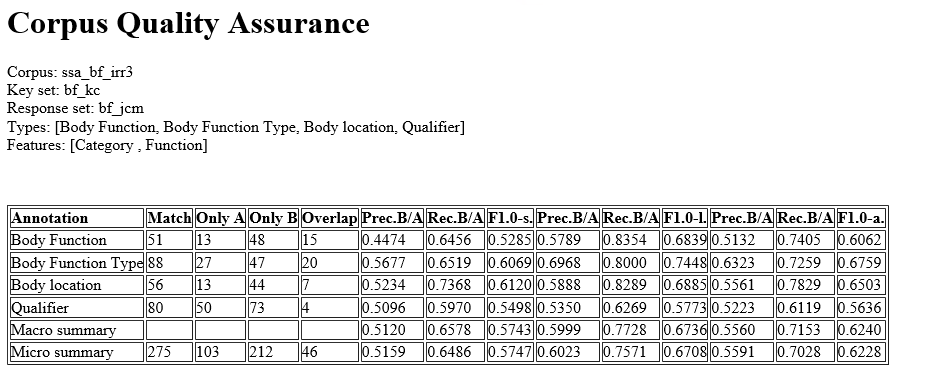 Corpus Quality Assurance
Corpus: ssa_bf_irr3
Key set: bf_kc
Response set: bf_jcm
Types: [Body Function, Body Function Type, Body location, Qualifier]
Features: [Category , Function]
Annotation Match Only A Only B Overlap Prec.B/A Rec.B/A F1.0-s. Prec.B/A Rec.B/A F1.0-l. Prec.B/A Rec.B/A F1.0-a.
Body Function 51 13 48 15 0.4474 0.6456 0.5285 0.5789 0.8354 0.6839 0.5132 0.7405 0.6062
Body Function Type 88 27 47 20 0.5677 0.6519 0.6069 0.6968 0.8000 0.7448 0.6323 0.7259 0.6759
Body location 56 13 44 7 0.5234 0.7368 0.6120 0.5888 0.8289 0.6885 0.5561 0.7829 0.6503
Qualifier 80 50 73 4 0.5096 0.5970 0.5498 0.5350 0.6269 0.5773 0.5223 0.6119 0.5636
Macro summary 0.5120 0.6578 0.5743 0.5999 0.7728 0.6736 0.5560 0.7153 0.6240
Micro summary 275 103 212 46 0.5159 0.6486 0.5747 0.6023 0.7571 0.6708 0.5591 0.7028 0.6228